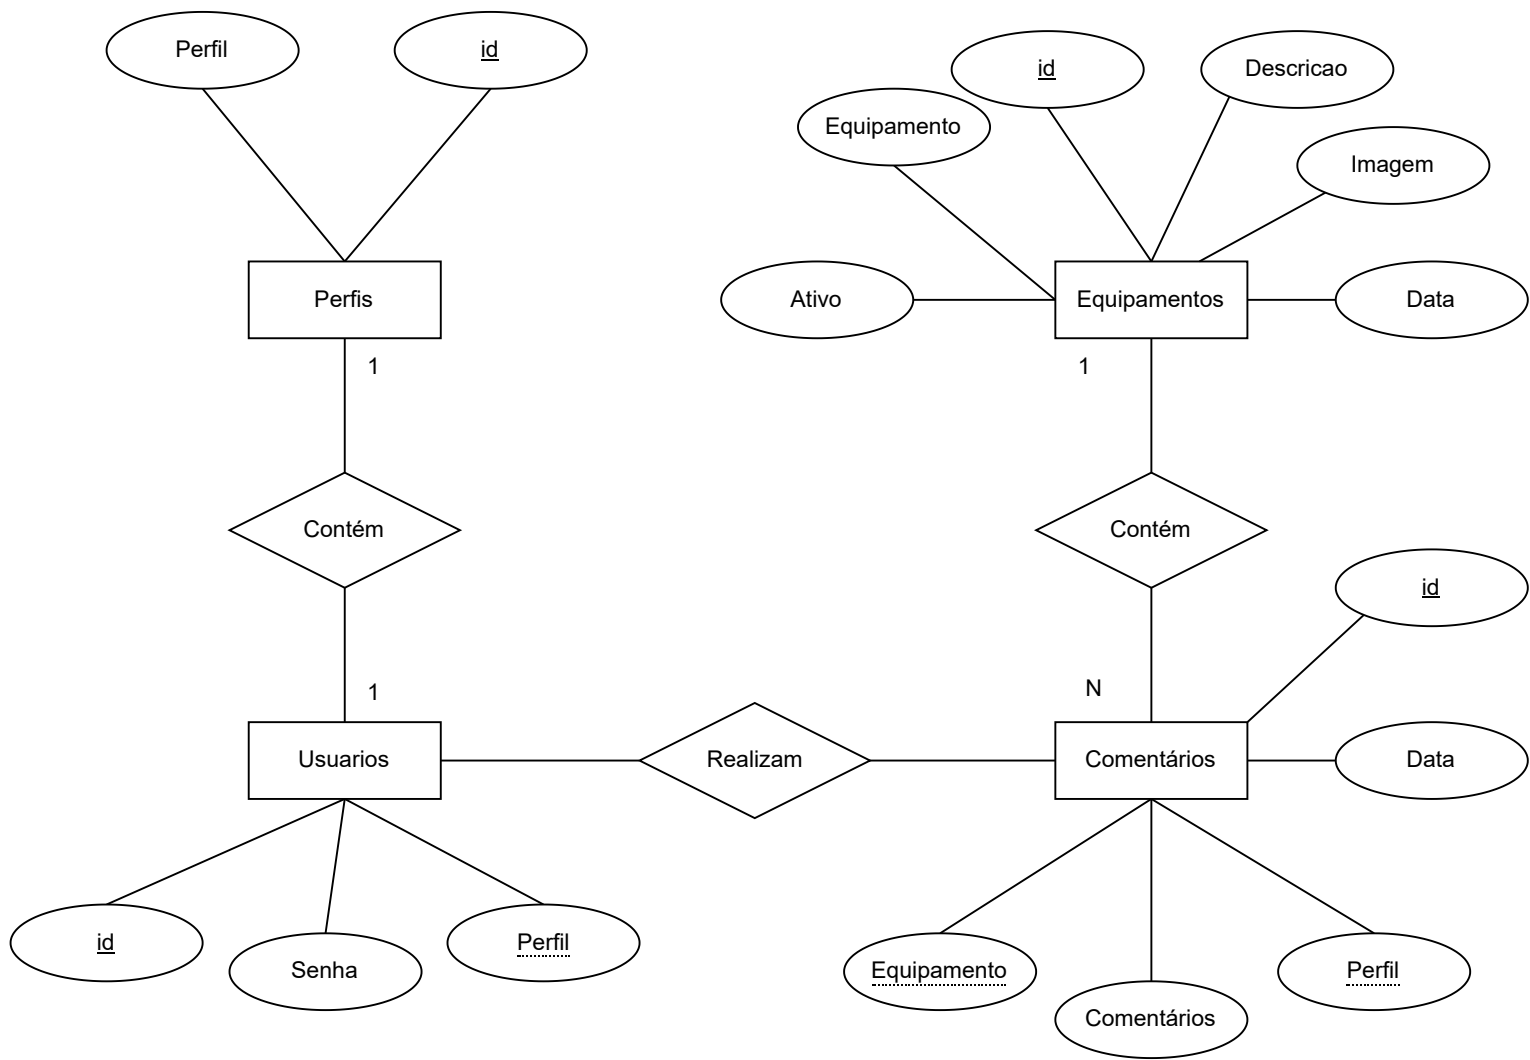 Perfil
id
id
Descricao
Equipamento
Imagem
Perfis
Ativo
Equipamentos
Data
1
1
Contém
Contém
id
1
N
Usuarios
Realizam
Comentários
Data
id
Senha
Perfil
Equipamento
Comentários
Perfil